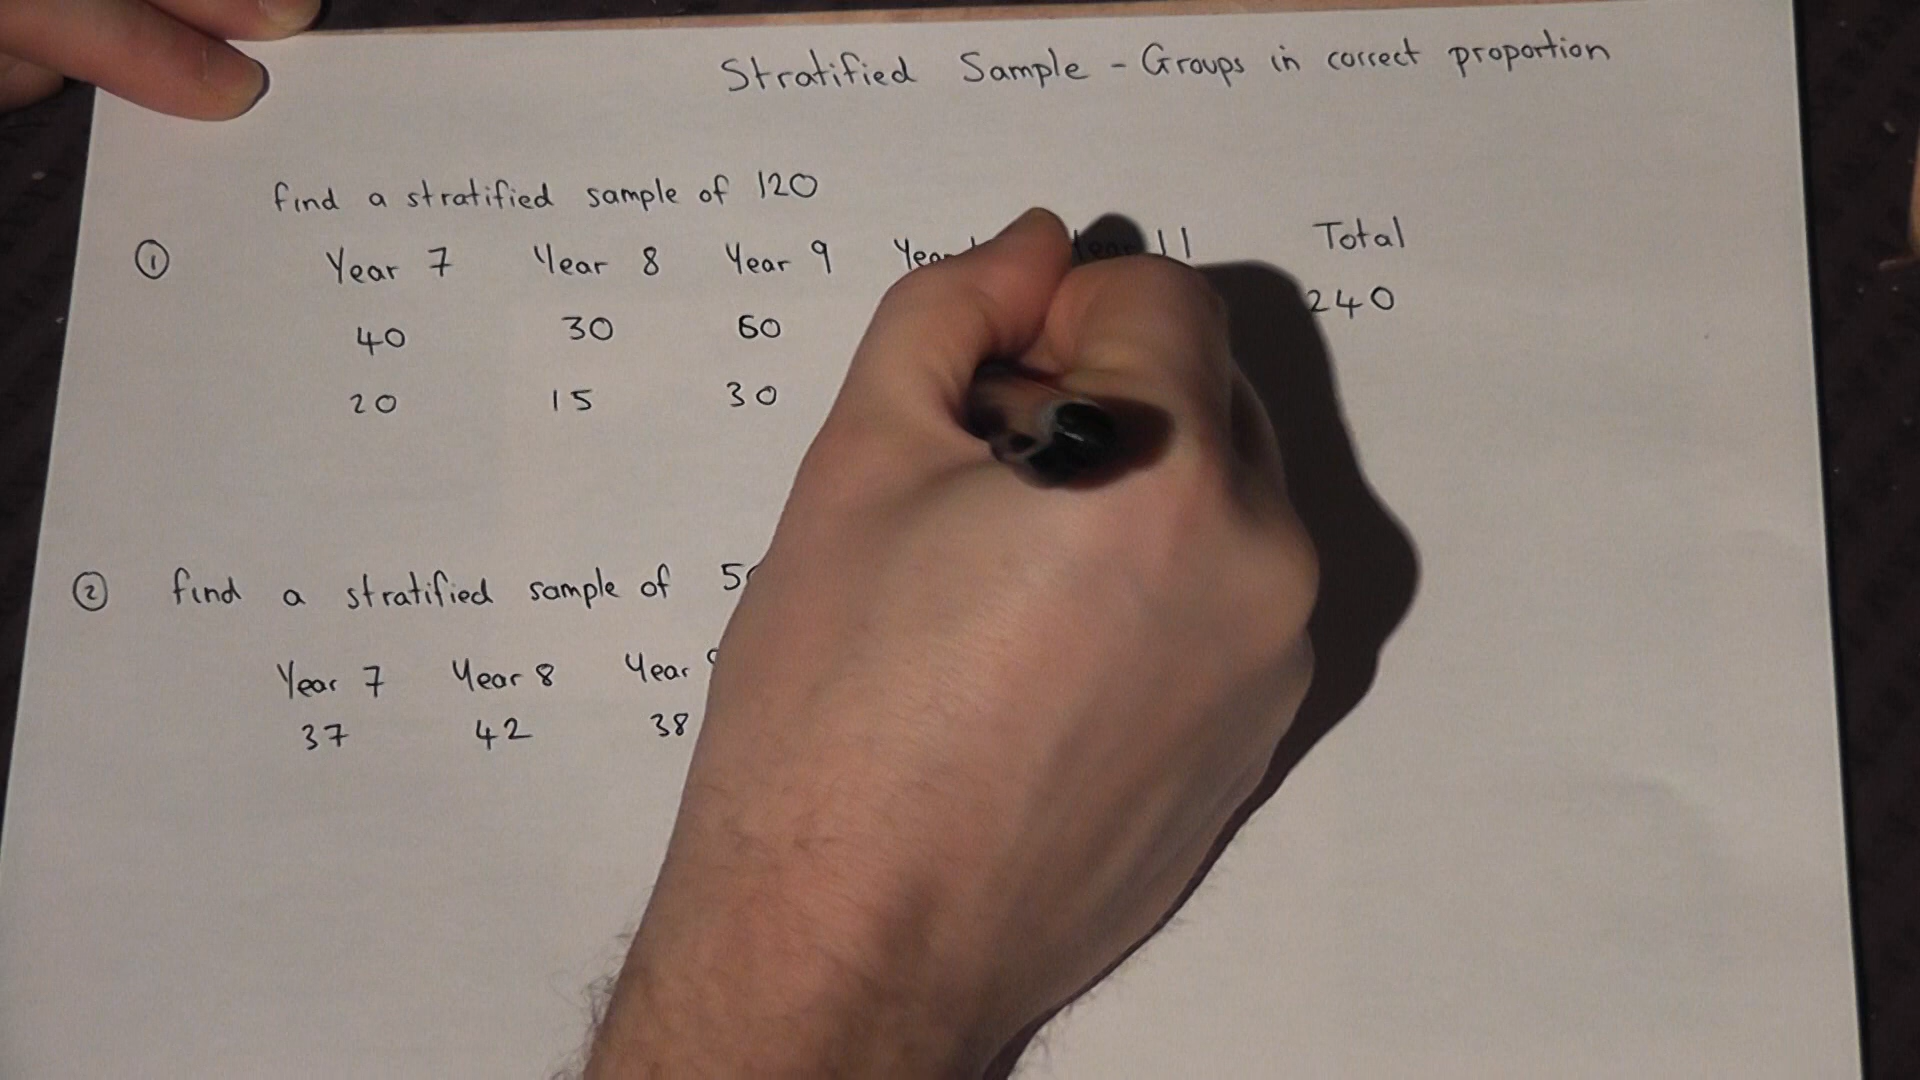 Stratified Sample - Groups in correct proportion
find a stratified sample of 120
① Year 7 Year 8 Year 9 11 Total
40 30 60 240
20 15 30
② find a stratified sample of
Year 7 Year 8 Year
37 42 38